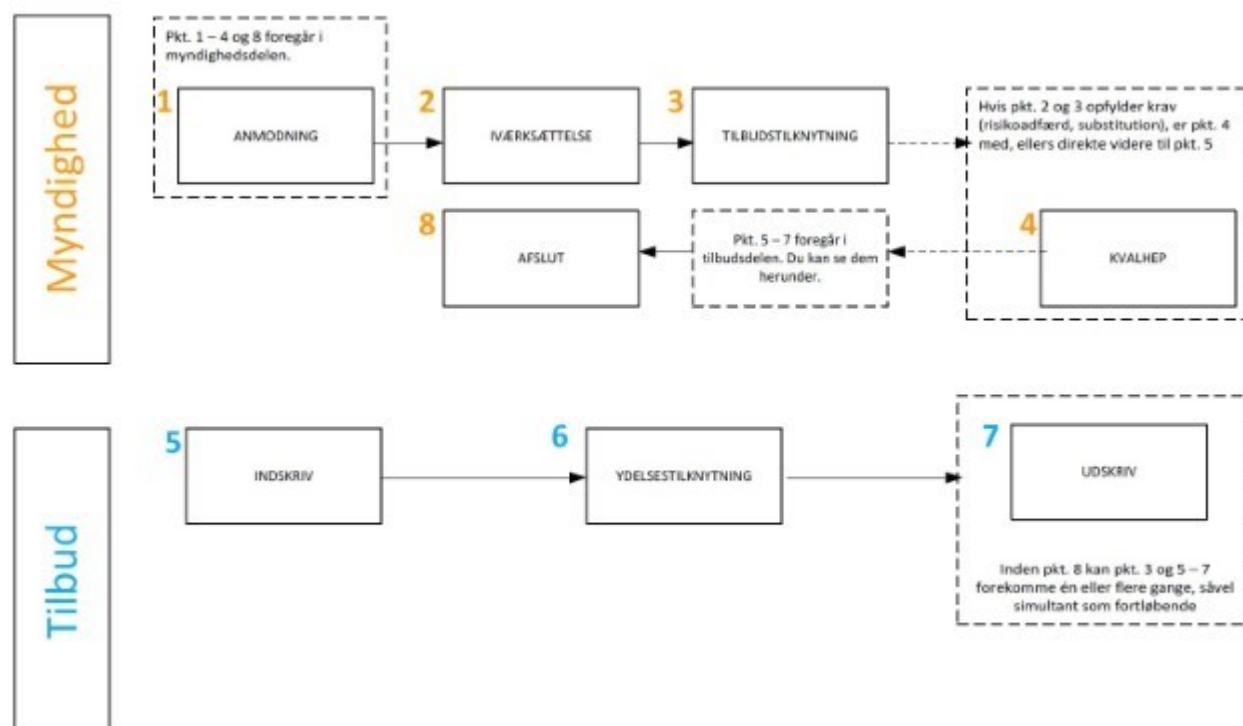 Myndighed
Pkt. 1 – 4 og 8 foregår i
myndighedsdelen.
1
ANMODNING
2
IVÆRKSÆTTELSE
3
TILBUDSTILKNYTNING
Hvis pkt. 2 og 3 opfylder krav
(risikoadfærd, substitution), er pkt. 4
med, ellers direkte videre til pkt. 5
4
KVALHEP
Pkt. 5 – 7 foregår i
tilbudsdelen. Du kan se dem
herunder.
8
AFSLUT
Tilbud
5
INDSKRIV
6
YDELSESTILKNYTNING
7
UDSKRIV
Inden pkt. 8 kan pkt. 3 og 5 – 7
forekomme én eller flere gange, såvel
simultant som fortløbende